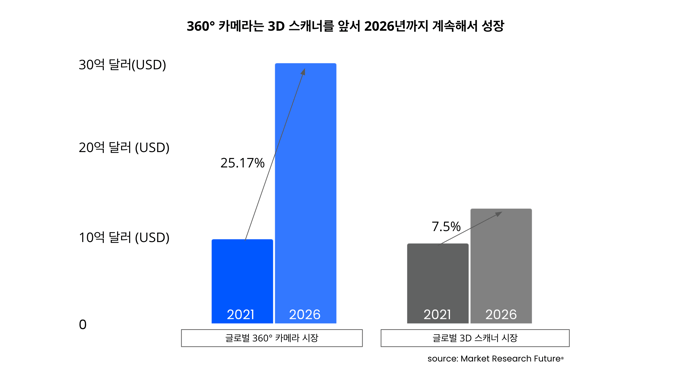 360° 카메라는 3D 스캐너를 앞서 2026년까지 계속해서 성장
30억 달러(USD)
20억 달러 (USD)
25.17%
7.5%
10억 달러 (USD)
2021
2026
2021
2026
0
글로벌 360° 카메라 시장
글로벌 3D 스캐너 시장
source: Market Research Future®